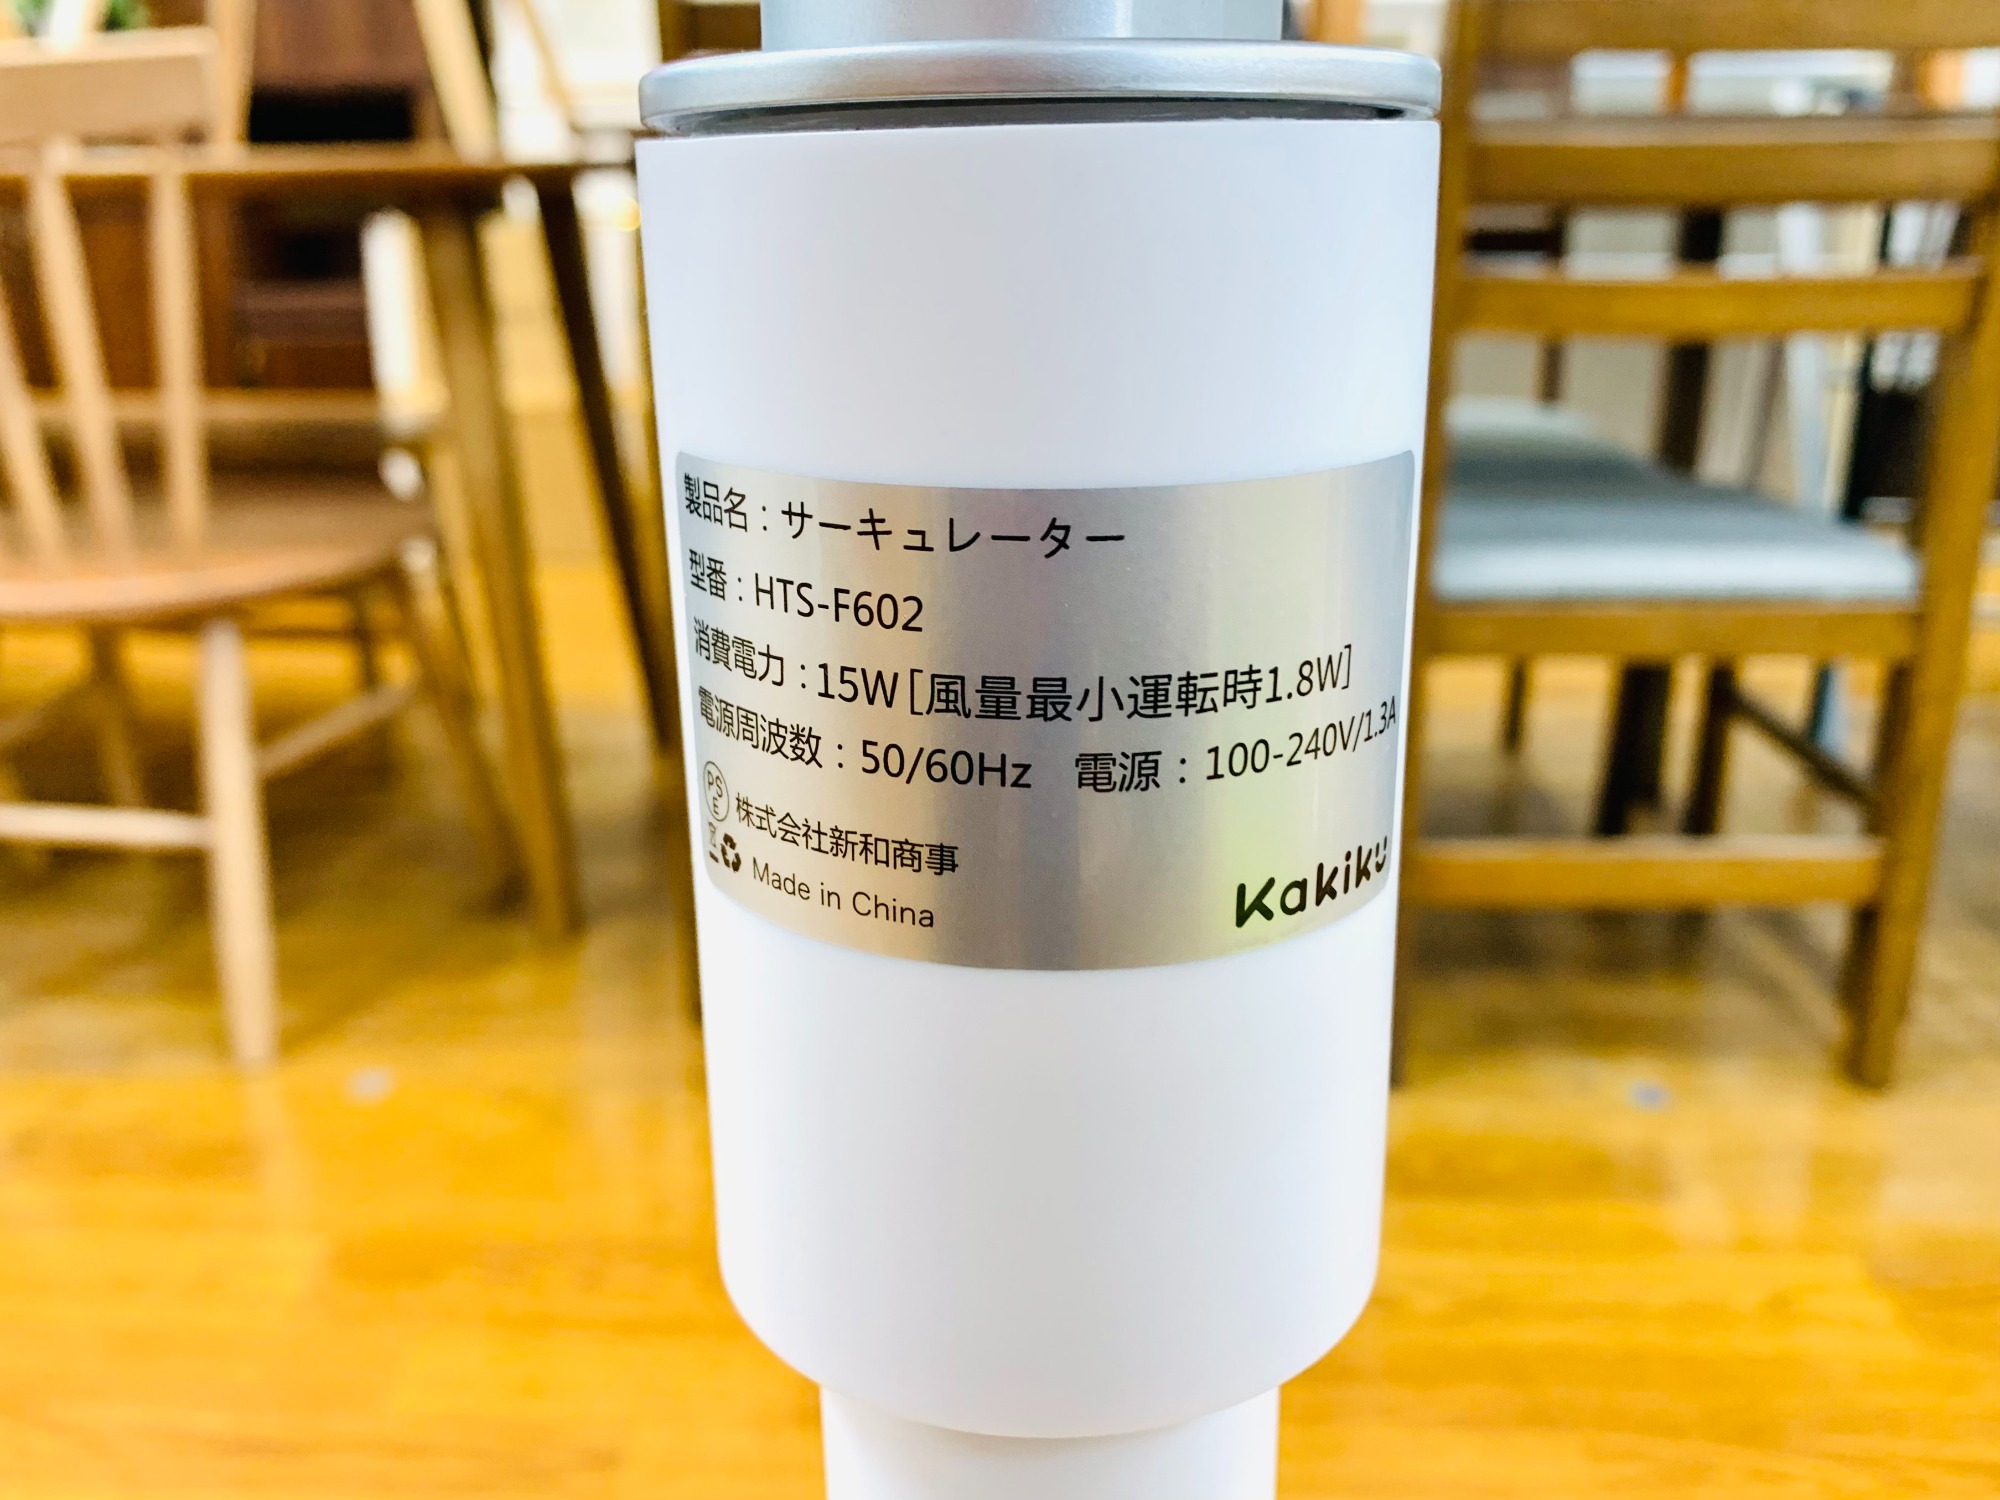 製品名：サーキュレーター
型番：HTS-F602
消費電力：15W[風量最小運転時1.8W]
電源周波数：50/60Hz　電源：100-240V/1.3A
PS
E
株式会社新和商事
Made in China
Kakiku